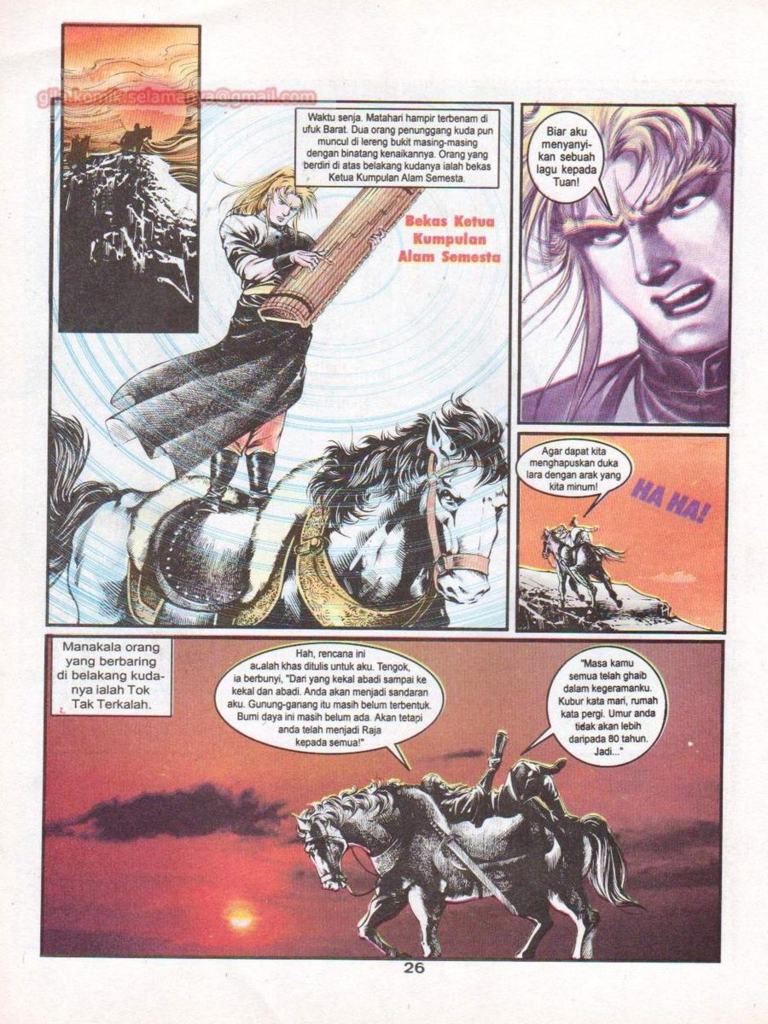 gila.komik.selamanya@gmail.com
Waktu senja. Matahari hampir terbenam di
ufuk Barat. Dua orang penunggang kuda pun
muncul di lereng bukit masing-masing
dengan binatang kenaikannya. Orang yang
berdiri di atas belakang kudanya ialah bekas
Ketua Kumpulan Alam Semesta.
Bekas Ketua
Kumpulan
Alam Semesta
Biar aku
menyanyi-
kan sebuah
lagu kepada
Tuan!
Agar dapat kita
menghapuskan duka
lara dengan arak yang
kita minum!
HA HA!
Manakala orang
yang berbaring
di belakang kuda-
nya ialah Tok
Tak Terkalah.
Hah, rencana ini
adalah khas ditulis untuk aku. Tengok,
ia berbunyi, "Dari yang kekal abadi sampai ke
kekal dan abadi. Anda akan menjadi sandaran
aku. Gunung-ganang itu masih belum terbentuk.
Bumi daya ini masih belum ada. Akan tetapi
anda telah menjadi Raja
kepada semua!"
"Masa kamu
semua telah ghaib
dalam kegeramanku.
Kubur kata mari, rumah
kata pergi. Umur anda
tidak akan lebih
daripada 80 tahun.
Jadi..."
26